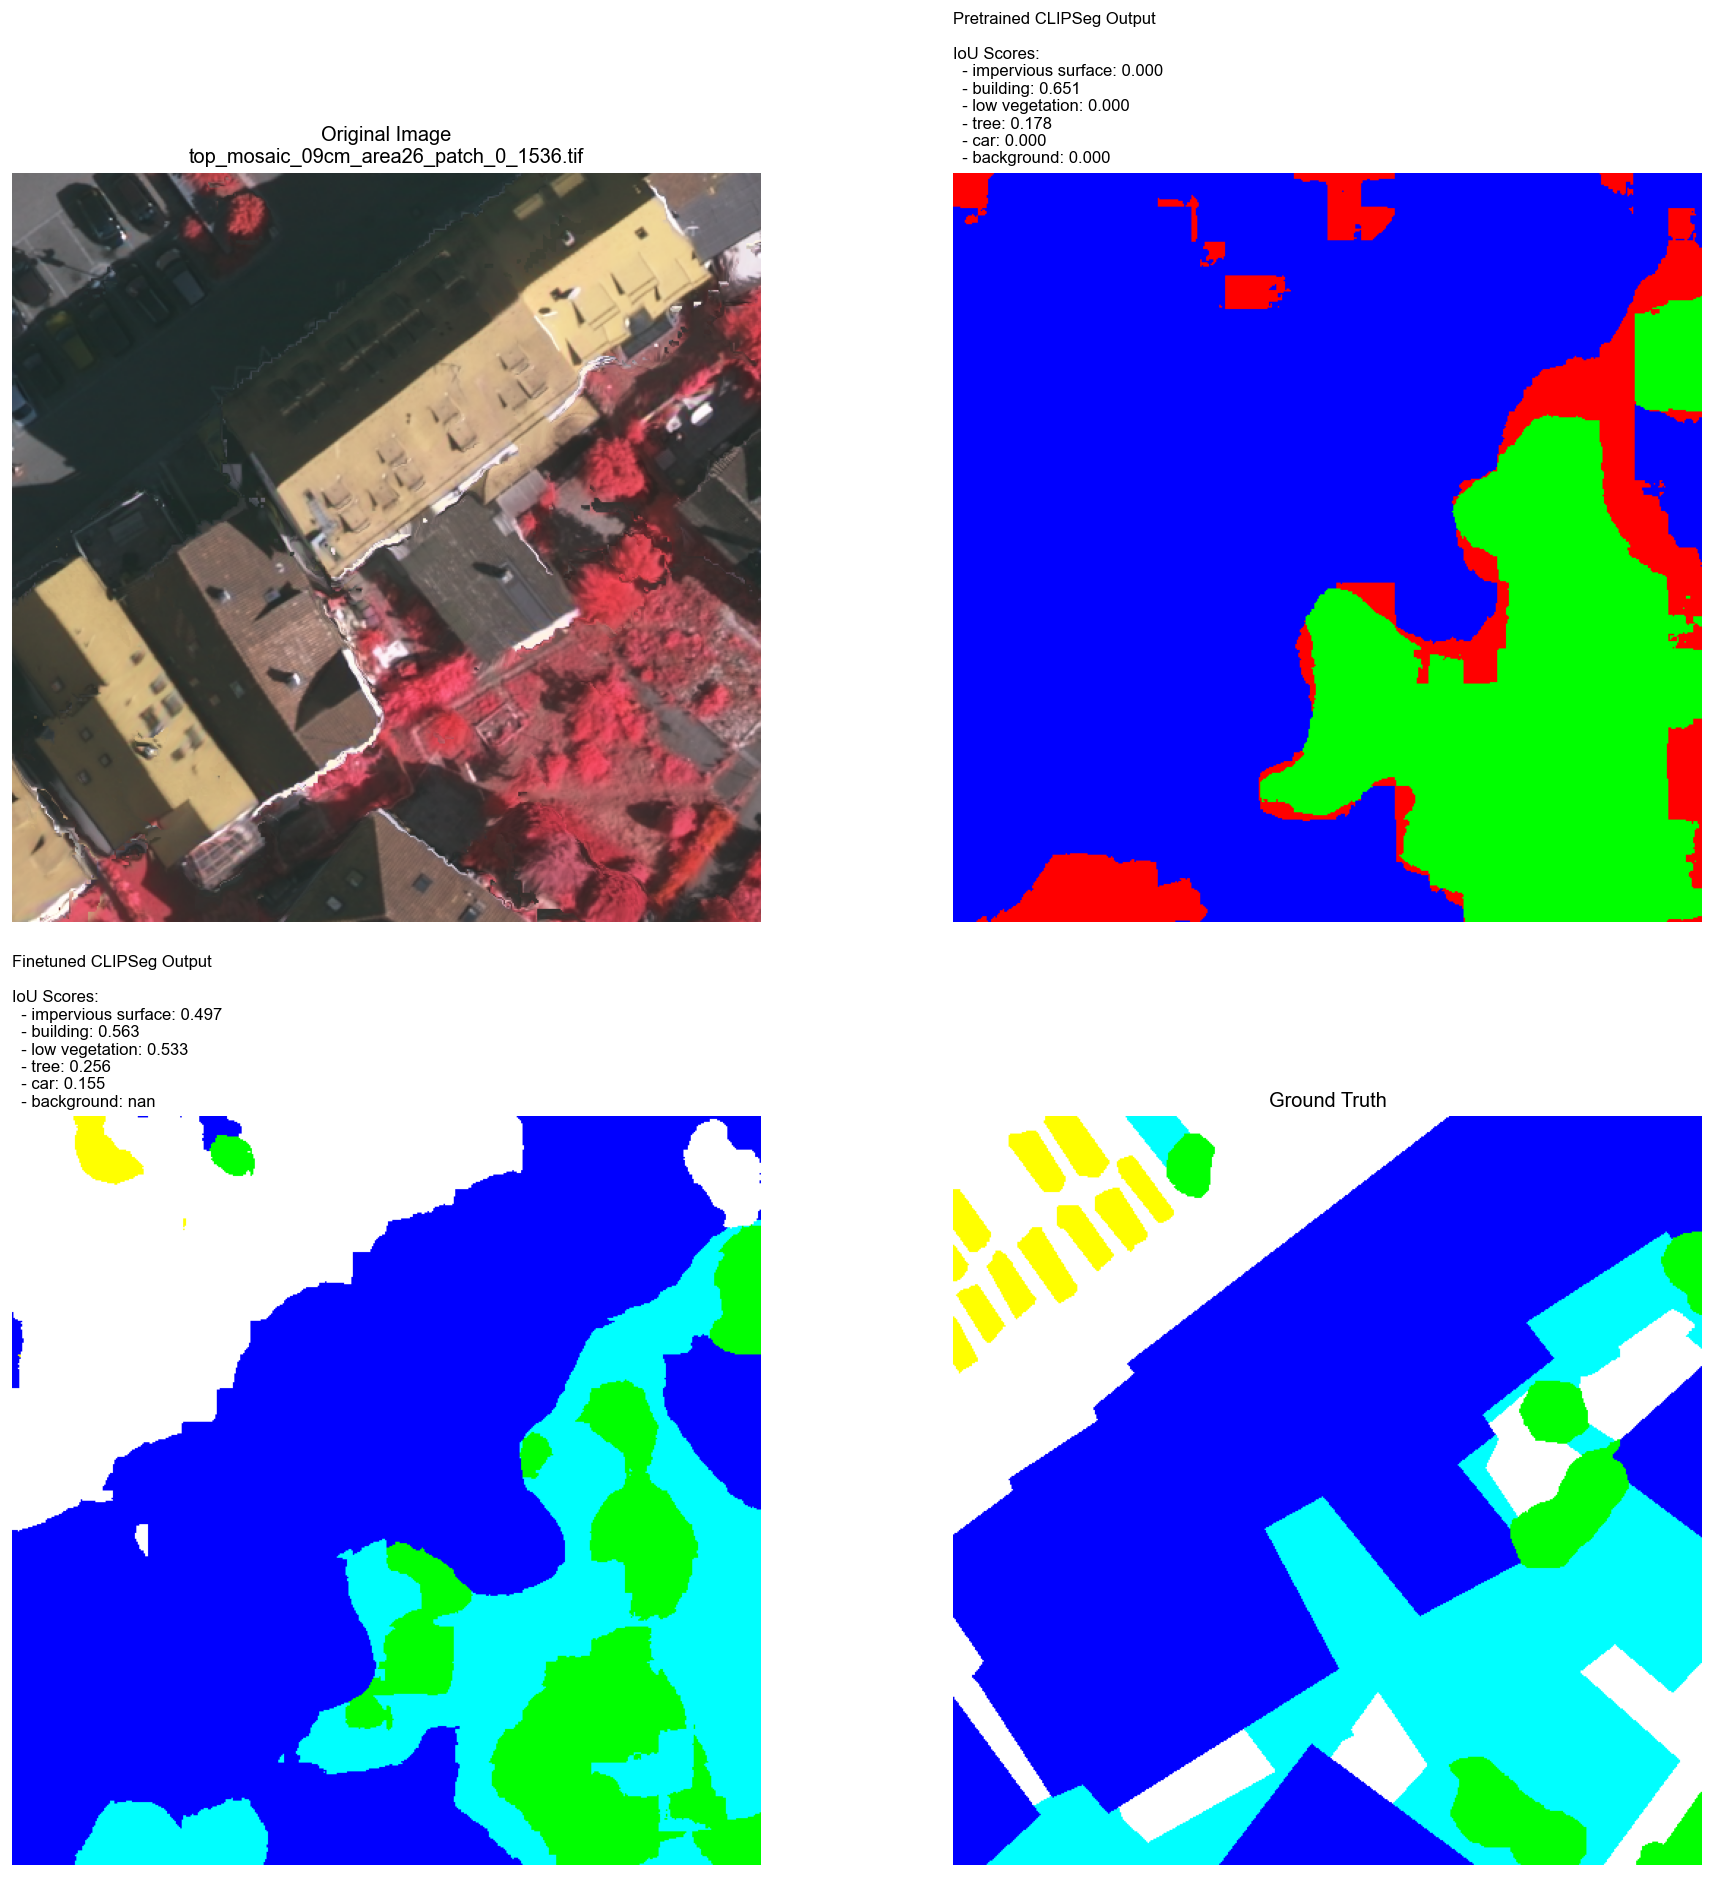 Original Image
top_mosaic_09cm_area26_patch_0_1536.tif
Pretrained CLIPSeg Output
IoU Scores:
- impervious surface: 0.000
- building: 0.651
- low vegetation: 0.000
- tree: 0.178
- car: 0.000
- background: 0.000
Finetuned CLIPSeg Output
IoU Scores:
- impervious surface: 0.497
- building: 0.563
- low vegetation: 0.533
- tree: 0.256
- car: 0.155
- background: nan
Ground Truth